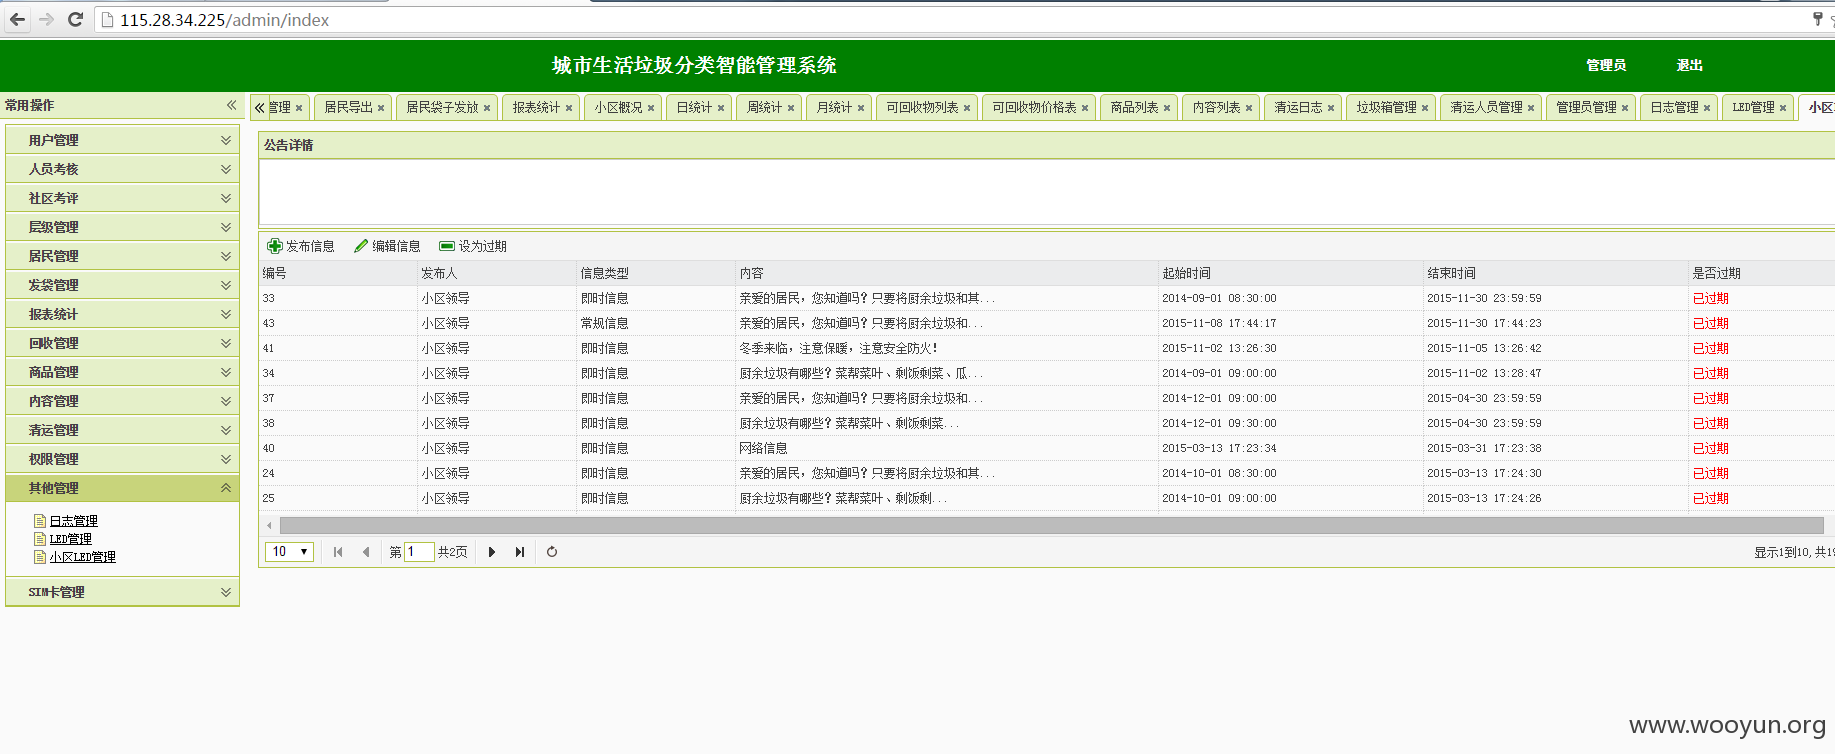 115.28.34.225/admin/index
城市生活垃圾分类智能管理系统
管理员 退出
常用操作
管理 居民导出 居民袋子发放 报表统计 小区概况 日统计 周统计 月统计 可回收物列表 可回收物价格表 商品列表 内容列表 清运日志 垃圾箱管理 清运人员管理 管理员管理 日志管理 LED管理 小区
用户管理
人员考核
社区考评
层级管理
居民管理
发袋管理
报表统计
回收管理
商品管理
内容管理
清运管理
权限管理
其他管理
日志管理
LED管理
小区LED管理
SIM卡管理
公告详情
发布信息 编辑信息 设为过期
编号 发布人 信息类型 内容 起始时间 结束时间 是否过期
33 小区领导 即时信息 亲爱的居民，您知道吗？只要将厨余垃圾和其... 2014-09-01 08:30:00 2015-11-30 23:59:59 已过期
43 小区领导 常规信息 亲爱的居民，您知道吗？只要将厨余垃圾和... 2015-11-08 17:44:17 2015-11-30 17:44:23 已过期
41 小区领导 即时信息 冬季来临，注意保暖，注意安全防火！ 2015-11-02 13:26:30 2015-11-05 13:26:42 已过期
34 小区领导 即时信息 厨余垃圾有哪些？菜帮菜叶、剩饭剩菜、瓜... 2014-09-01 09:00:00 2015-11-02 13:28:47 已过期
37 小区领导 即时信息 亲爱的居民，您知道吗？只要将厨余垃圾和... 2014-12-01 09:00:00 2015-04-30 23:59:59 已过期
38 小区领导 即时信息 厨余垃圾有哪些？菜帮菜叶、剩饭剩菜... 2014-12-01 09:30:00 2015-04-30 23:59:59 已过期
40 小区领导 即时信息 网络信息 2015-03-13 17:23:34 2015-03-31 17:23:38 已过期
24 小区领导 即时信息 亲爱的居民，您知道吗？只要将厨余垃圾和其... 2014-10-01 08:30:00 2015-03-13 17:24:30 已过期
25 小区领导 即时信息 厨余垃圾有哪些？菜帮菜叶、剩饭剩... 2014-10-01 09:00:00 2015-03-13 17:24:26 已过期
10 第 1 共2页 显示1到10,共19
www.wooyun.org